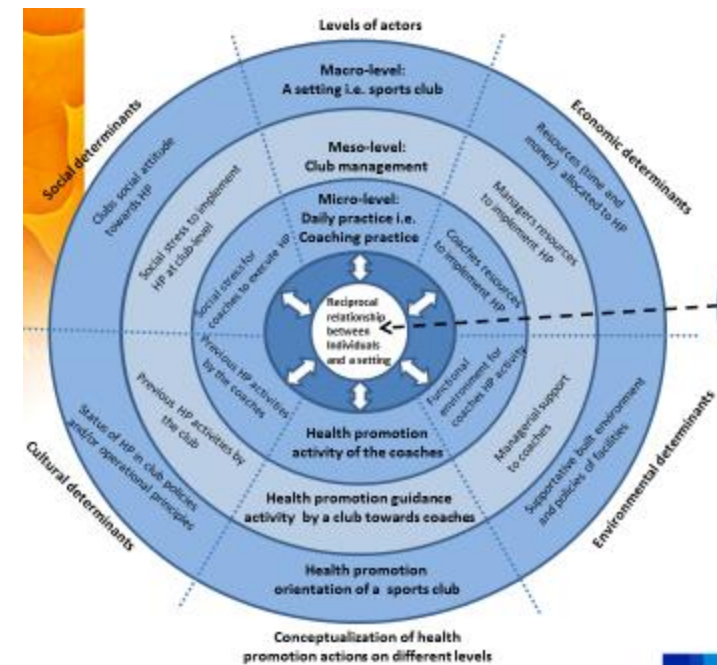 Levels of actors
Macro-level:
A setting i.e. sports club
Meso-level:
Club management
Micro-level:
Daily practice i.e.
Coaching practice
Social determinants
Clubs social attitude
towards HP
Social stress to implement
HP at club level
Social stress for
coaches to execute HP
Economic determinants
Resources (time and
money) allocated to HP
Managers resources
to implement HP
Coaches resources
to implement HP
Reciprocal
relationship
between
Individuals
and a setting
Previous HP activities
by the coaches
Previous HP activities by
the club
Status of HP in club policies
and/or operational principles
Cultural determinants
Functional
environment for
coaches HP activity
Managerial support
to coaches
Supportative built environment
and policies of facilities
Environmental determinants
Health promotion
activity of the coaches
Health promotion guidance
activity by a club towards coaches
Health promotion
orientation of a sports club
Conceptualization of health
promotion actions on different levels